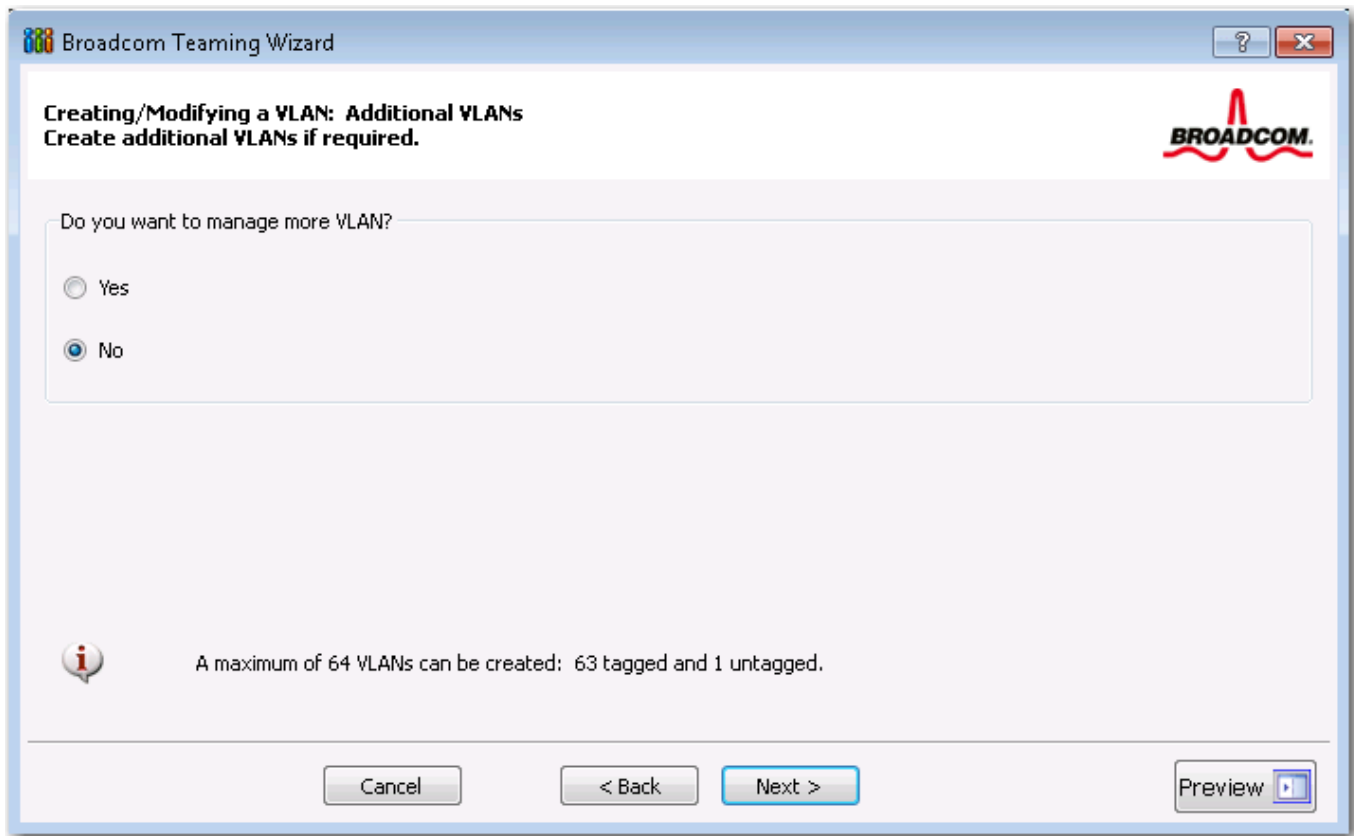 Broadcom Teaming Wizard
Creating/Modifying a VLAN: Additional VLANs
Create additional VLANs if required.
BROADCOM.
Do you want to manage more VLAN?
Yes
No
A maximum of 64 VLANs can be created: 63 tagged and 1 untagged.
Cancel
< Back
Next >
Preview